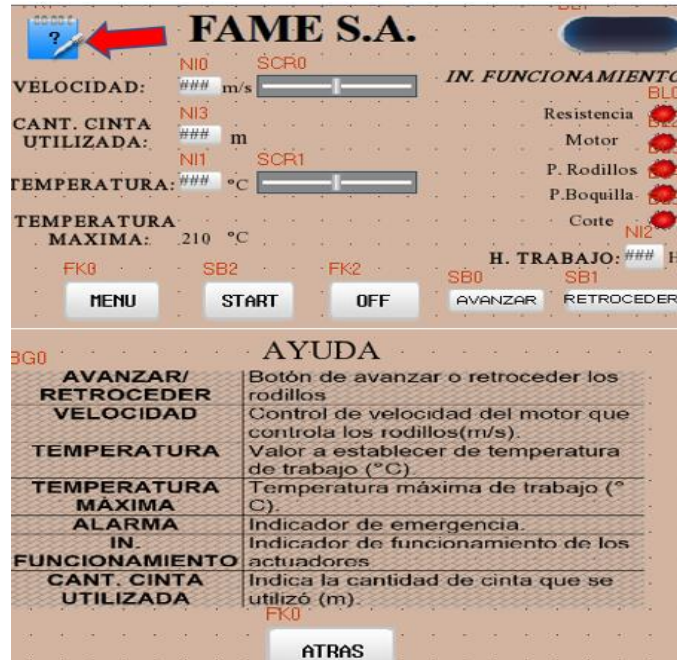 ?
FAME S.A.
NI0
SCR0
VELOCIDAD: ### m/s
IN. FUNCIONAMIENTO
NI3
CANT. CINTA
UTILIZADA: ### m
Resistencia
Motor
NI1
SCR1
TEMPERATURA: ### °C
P. Rodillos
P.Boquilla
TEMPERATURA
MAXIMA: 210 °C
Corte
NI2
H. TRABAJO: ### H
FK0
SB2
FK2
SB0
SB1
MENU
START
OFF
AVANZAR
RETROCEDER
BG0
AYUDA
AVANZAR/ Botón de avanzar o retroceder los
RETROCEDER rodillos
VELOCIDAD Control de velocidad del motor que
controla los rodillos(m/s).
TEMPERATURA Valor a establecer de temperatura
de trabajo (°C).
TEMPERATURA Temperatura máxima de trabajo (°
MÁXIMA C).
ALARMA Indicador de emergencia.
IN. Indicador de funcionamiento de los
FUNCIONAMIENTO actuadores
CANT. CINTA Indica la cantidad de cinta que se
UTILIZADA utilizó (m).
FK0
ATRAS